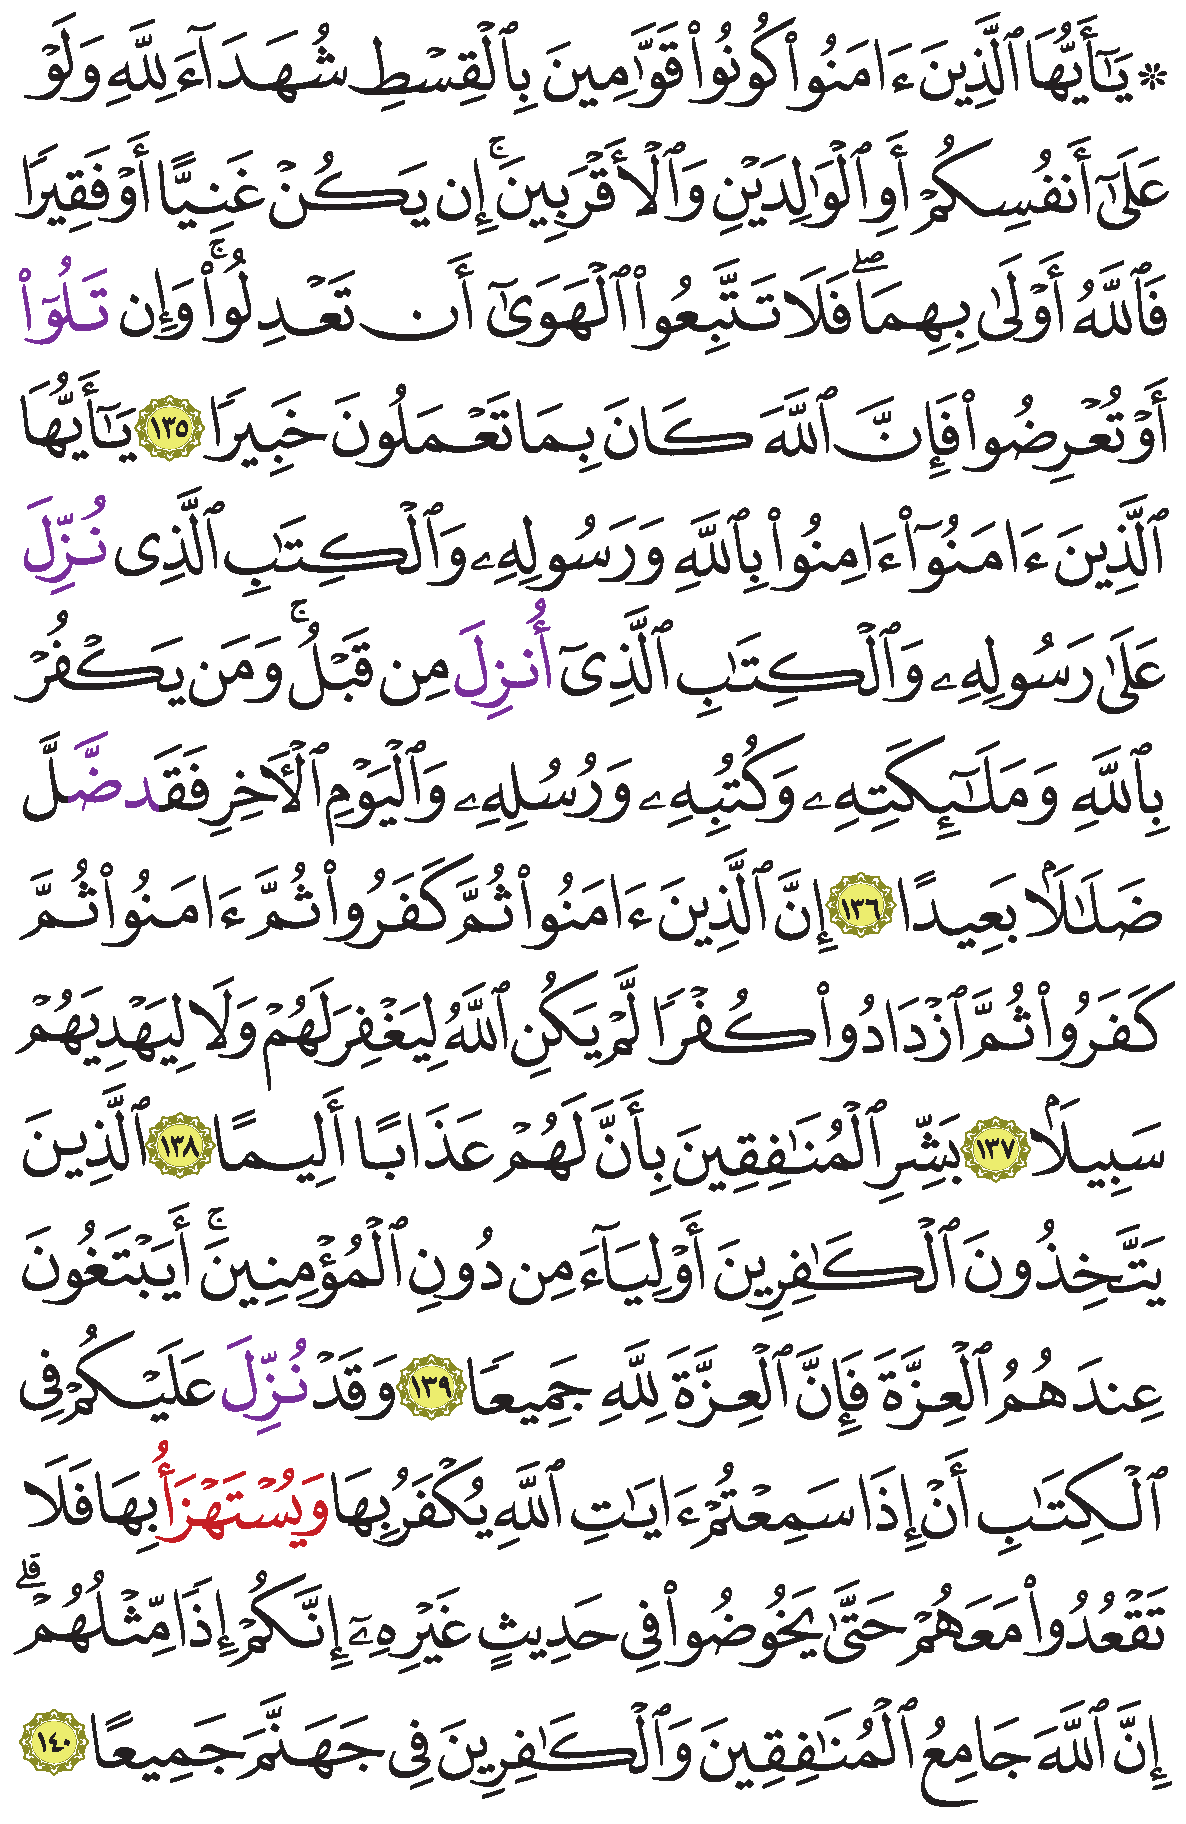 ۞ يَـٰٓأَيُّهَا ٱلَّذِينَ ءَامَنُوا۟ كُونُوا۟ قَوَّٰمِينَ بِٱلْقِسْطِ شُهَدَآءَ لِلَّهِ وَلَوْ
عَلَىٰٓ أَنفُسِكُمْ أَوِ ٱلْوَٰلِدَيْنِ وَٱلْأَقْرَبِينَ ۚ إِن يَكُنْ غَنِيًّا أَوْ فَقِيرًا
فَٱللَّهُ أَوْلَىٰ بِهِمَا ۖ فَلَا تَتَّبِعُوا۟ ٱلْهَوَىٰٓ أَن تَعْدِلُوا۟ ۚ وَإِن تَلُوٓا۟
أَوْ تُعْرِضُوا۟ فَإِنَّ ٱللَّهَ كَانَ بِمَا تَعْمَلُونَ خَبِيرًا ١٣٥ يَـٰٓأَيُّهَا
ٱلَّذِينَ ءَامَنُوٓا۟ ءَامِنُوا۟ بِٱللَّهِ وَرَسُولِهِۦ وَٱلْكِتَـٰبِ ٱلَّذِى نُزِّلَ
عَلَىٰ رَسُولِهِۦ وَٱلْكِتَـٰبِ ٱلَّذِىٓ أُنزِلَ مِن قَبْلُ ۚ وَمَن يَكْفُرْ
بِٱللَّهِ وَمَلَـٰٓئِكَتِهِۦ وَكُتُبِهِۦ وَرُسُلِهِۦ وَٱلْيَوْمِ ٱلْـَٔاخِرِ فَقَد ضَّلَّ
ضَلَـٰلًۢا بَعِيدًا ١٣٦ إِنَّ ٱلَّذِينَ ءَامَنُوا۟ ثُمَّ كَفَرُوا۟ ثُمَّ ءَامَنُوا۟ ثُمَّ
كَفَرُوا۟ ثُمَّ ٱزْدَادُوا۟ كُفْرًا لَّمْ يَكُنِ ٱللَّهُ لِيَغْفِرَ لَهُمْ وَلَا لِيَهْدِيَهُمْ
سَبِيلًۢا ١٣٧ بَشِّرِ ٱلْمُنَـٰفِقِينَ بِأَنَّ لَهُمْ عَذَابًا أَلِيمًا ١٣٨ ٱلَّذِينَ
يَتَّخِذُونَ ٱلْكَـٰفِرِينَ أَوْلِيَآءَ مِن دُونِ ٱلْمُؤْمِنِينَ ۚ أَيَبْتَغُونَ
عِندَهُمُ ٱلْعِزَّةَ فَإِنَّ ٱلْعِزَّةَ لِلَّهِ جَمِيعًا ١٣٩ وَقَدْ نُزِّلَ عَلَيْكُمْ فِى
ٱلْكِتَـٰبِ أَنْ إِذَا سَمِعْتُمْ ءَايَـٰتِ ٱللَّهِ يُكْفَرُ بِهَا وَيُسْتَهْزَأُ بِهَا فَلَا
تَقْعُدُوا۟ مَعَهُمْ حَتَّىٰ يَخُوضُوا۟ فِى حَدِيثٍ غَيْرِهِۦٓ إِنَّكُمْ إِذًا مِّثْلُهُمْ ۗ
إِنَّ ٱللَّهَ جَامِعُ ٱلْمُنَـٰفِقِينَ وَٱلْكَـٰفِرِينَ فِى جَهَنَّمَ جَمِيعًا ١٤٠